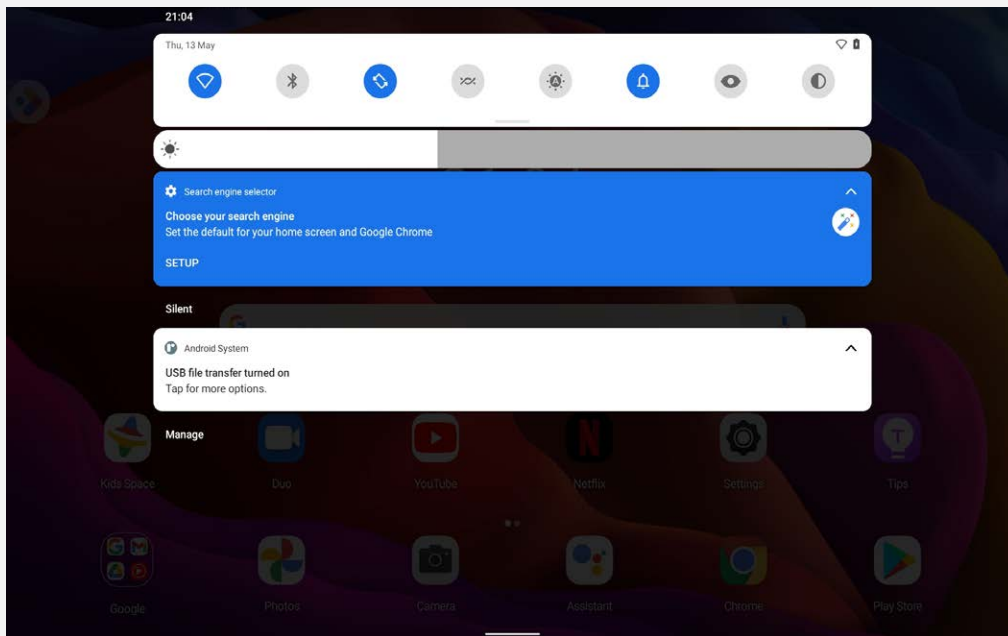 21:04
Thu, 13 May
Search engine selector
Choose your search engine
Set the default for your home screen and Google Chrome
SETUP
Silent
Android System
USB file transfer turned on
Tap for more options.
Manage
Kids Space Duo YouTube Netflix Settings Tips
Google Photos Camera Assistant Chrome Play Store